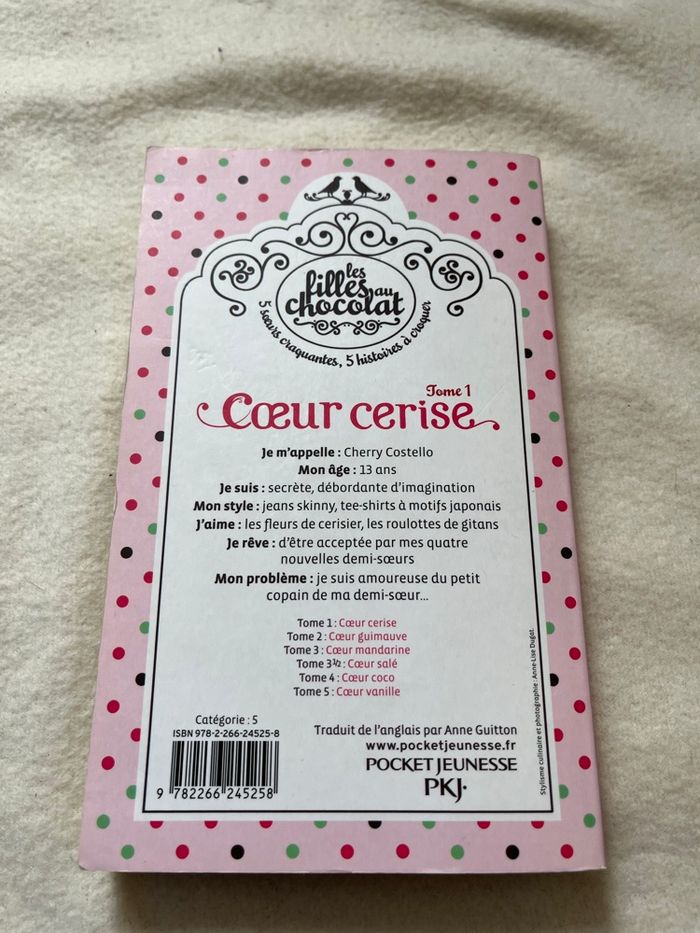 les
filles au
chocolat
5 sœurs craquantes, 5 histoires à croquer
Tome 1
Cœur cerise
Je m'appelle : Cherry Costello
Mon âge : 13 ans
Je suis : secrète, débordante d'imagination
Mon style : jeans skinny, tee-shirts à motifs japonais
J'aime : les fleurs de cerisier, les roulottes de gitans
Je rêve : d'être acceptée par mes quatre
nouvelles demi-sœurs
Mon problème : je suis amoureuse du petit
copain de ma demi-sœur...
Tome 1 : Cœur cerise
Tome 2 : Cœur guimauve
Tome 3 : Cœur mandarine
Tome 3½ : Cœur salé
Tome 4 : Cœur coco
Tome 5 : Cœur vanille
Catégorie : 5
ISBN 978-2-266-24525-8
9 782266 245258
Traduit de l'anglais par Anne Guitton
www.pocketjeunesse.fr
POCKET JEUNESSE
PKJ·
Stylisme culinaire et photographie : Anne-Lise Dugat.